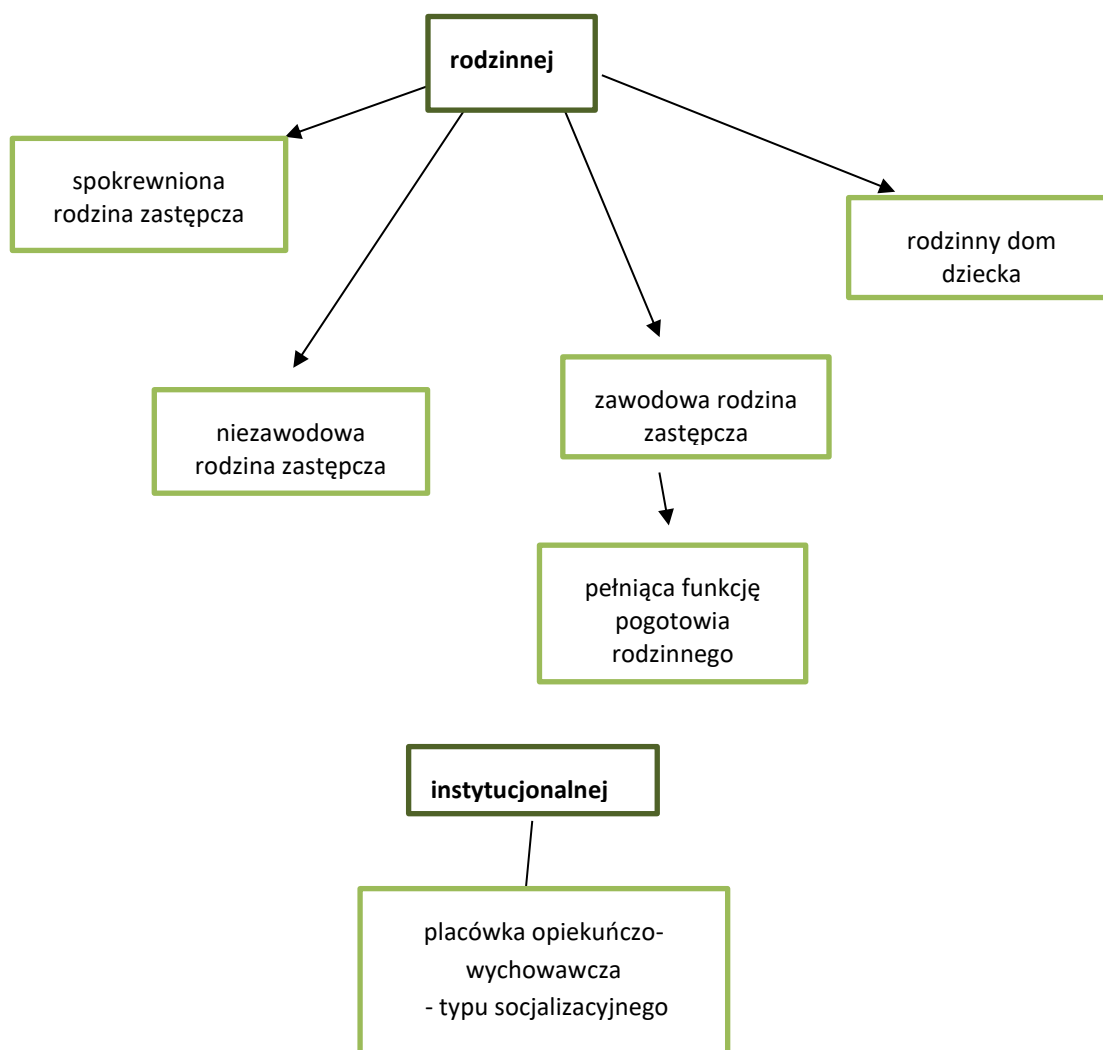 rodzinnej
spokrewniona
rodzina zastępcza
rodzinny dom
dziecka
niezawodowa
rodzina zastępcza
zawodowa rodzina
zastępcza
pełniąca funkcję
pogotowia
rodzinnego
instytucjonalnej
placówka opiekuńczo-
wychowawcza
- typu socjalizacyjnego